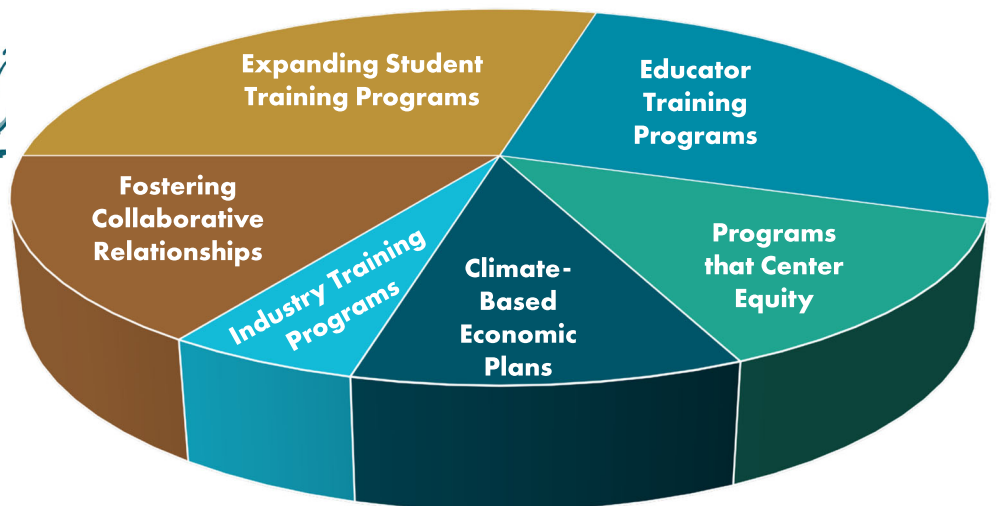 Expanding Student
Training Programs
Educator
Training
Programs
Fostering
Collaborative
Relationships
Industry Training
Programs
Climate-
Based
Economic
Plans
Programs
that Center
Equity